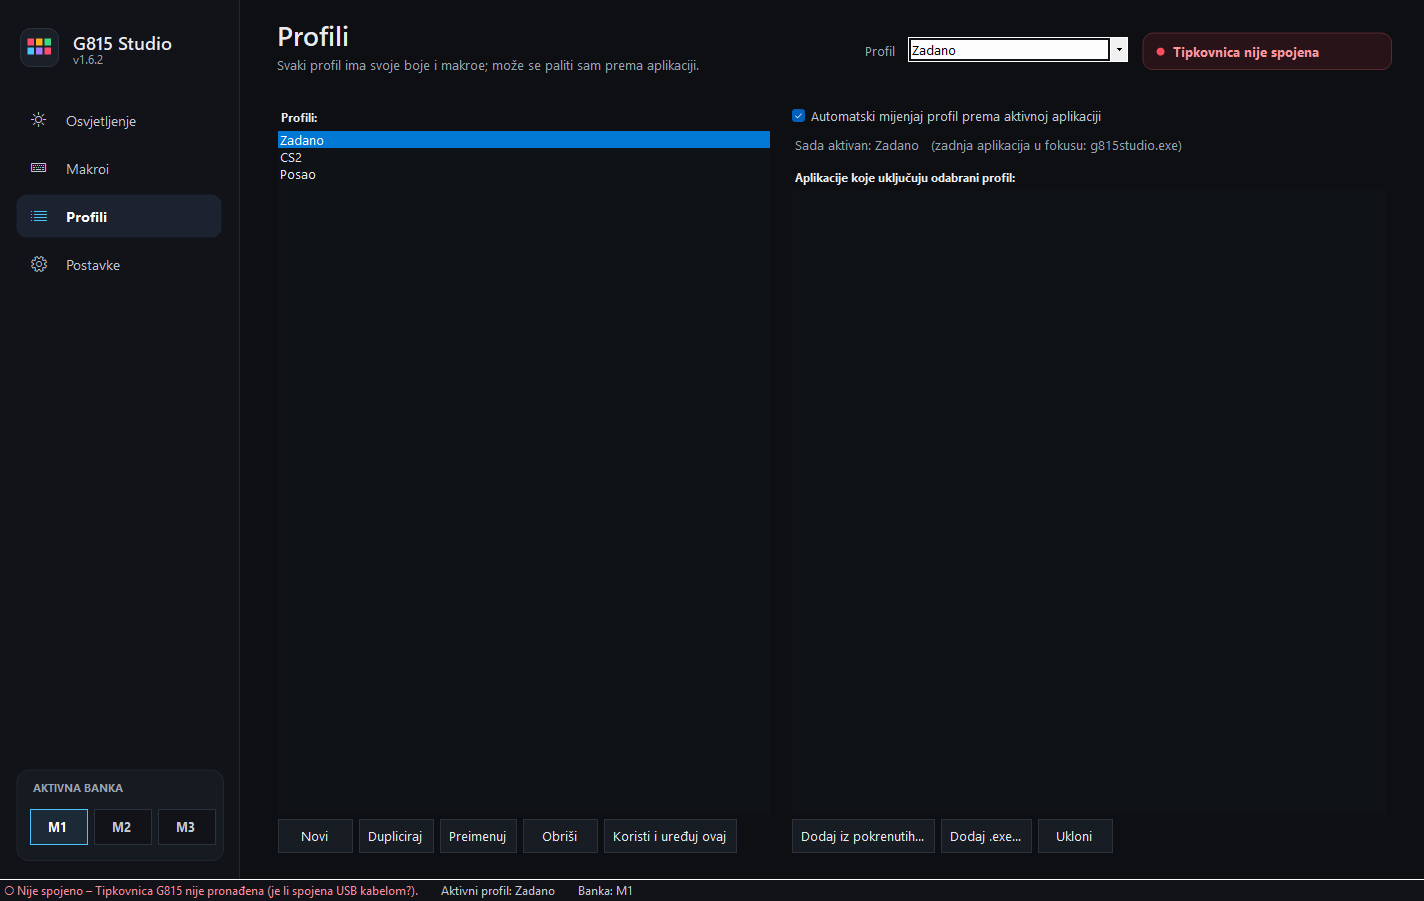 G815 Studio
v1.6.2
Osvjetljenje
Makroi
Profili
Postavke
AKTIVNA BANKA
M1 M2 M3
Profili
Svaki profil ima svoje boje i makroe; može se paliti sam prema aplikaciji.
Profil Zadano
Tipkovnica nije spojena
Profili:
Zadano
CS2
Posao
Novi Dupliciraj Preimenuj Obriši Koristi i uređuj ovaj
Automatski mijenjaj profil prema aktivnoj aplikaciji
Sada aktivan: Zadano (zadnja aplikacija u fokusu: g815studio.exe)
Aplikacije koje uključuju odabrani profil:
Dodaj iz pokrenutih... Dodaj .exe... Ukloni
Nije spojeno – Tipkovnica G815 nije pronađena (je li spojena USB kabelom?). Aktivni profil: Zadano Banka: M1